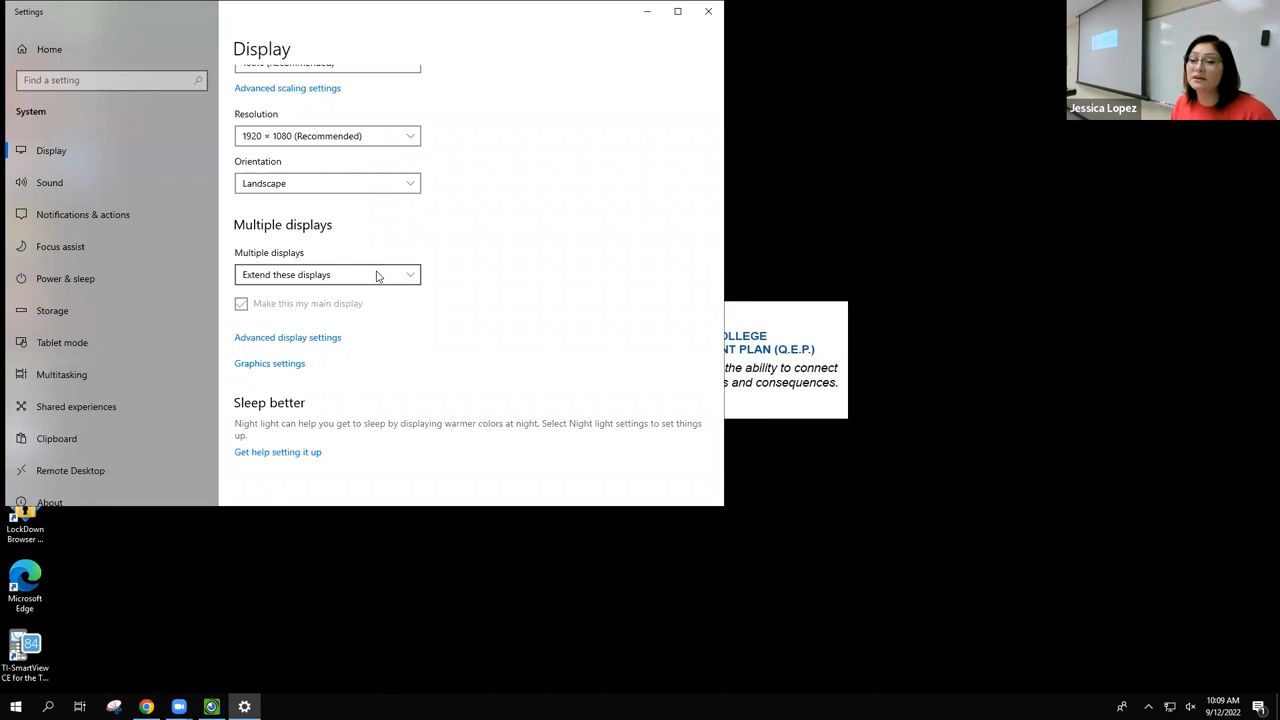 Settings
Home
Find a setting
System
Display
Sound
Notifications & actions
Focus assist
Power & sleep
Storage
Tablet mode
Multitasking
Shared experiences
Clipboard
Remote Desktop
About
Display
100% (Recommended)
Advanced scaling settings
Resolution
1920 × 1080 (Recommended)
Orientation
Landscape
Multiple displays
Multiple displays
Extend these displays
Make this my main display
Advanced display settings
Graphics settings
Sleep better
Night light can help you get to sleep by displaying warmer colors at night. Select Night light settings to set things
up.
Get help setting it up
OLLEGE
NT PLAN (Q.E.P.)
the ability to connect
s and consequences.
Jessica Lopez
LockDown
Browser ...
Microsoft
Edge
84
TI-SmartView
CE for the T...
10:09 AM
9/12/2022
1